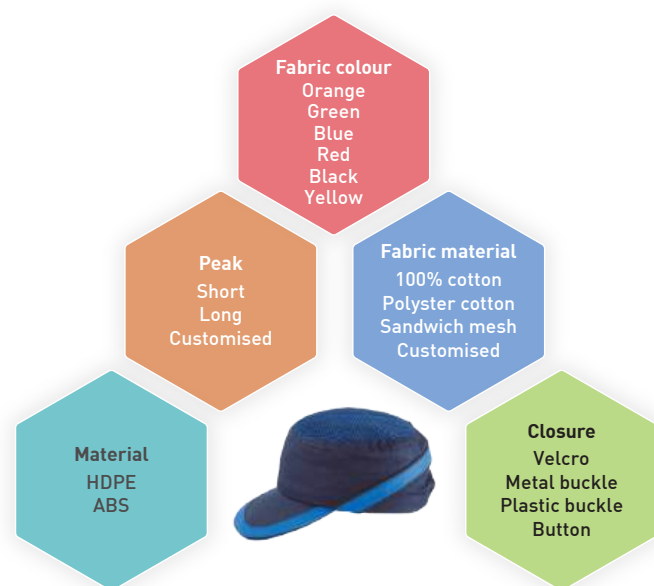 Fabric colour
Orange
Green
Blue
Red
Black
Yellow
Peak
Short
Long
Customised
Fabric material
100% cotton
Polyster cotton
Sandwich mesh
Customised
Material
HDPE
ABS
Closure
Velcro
Metal buckle
Plastic buckle
Button